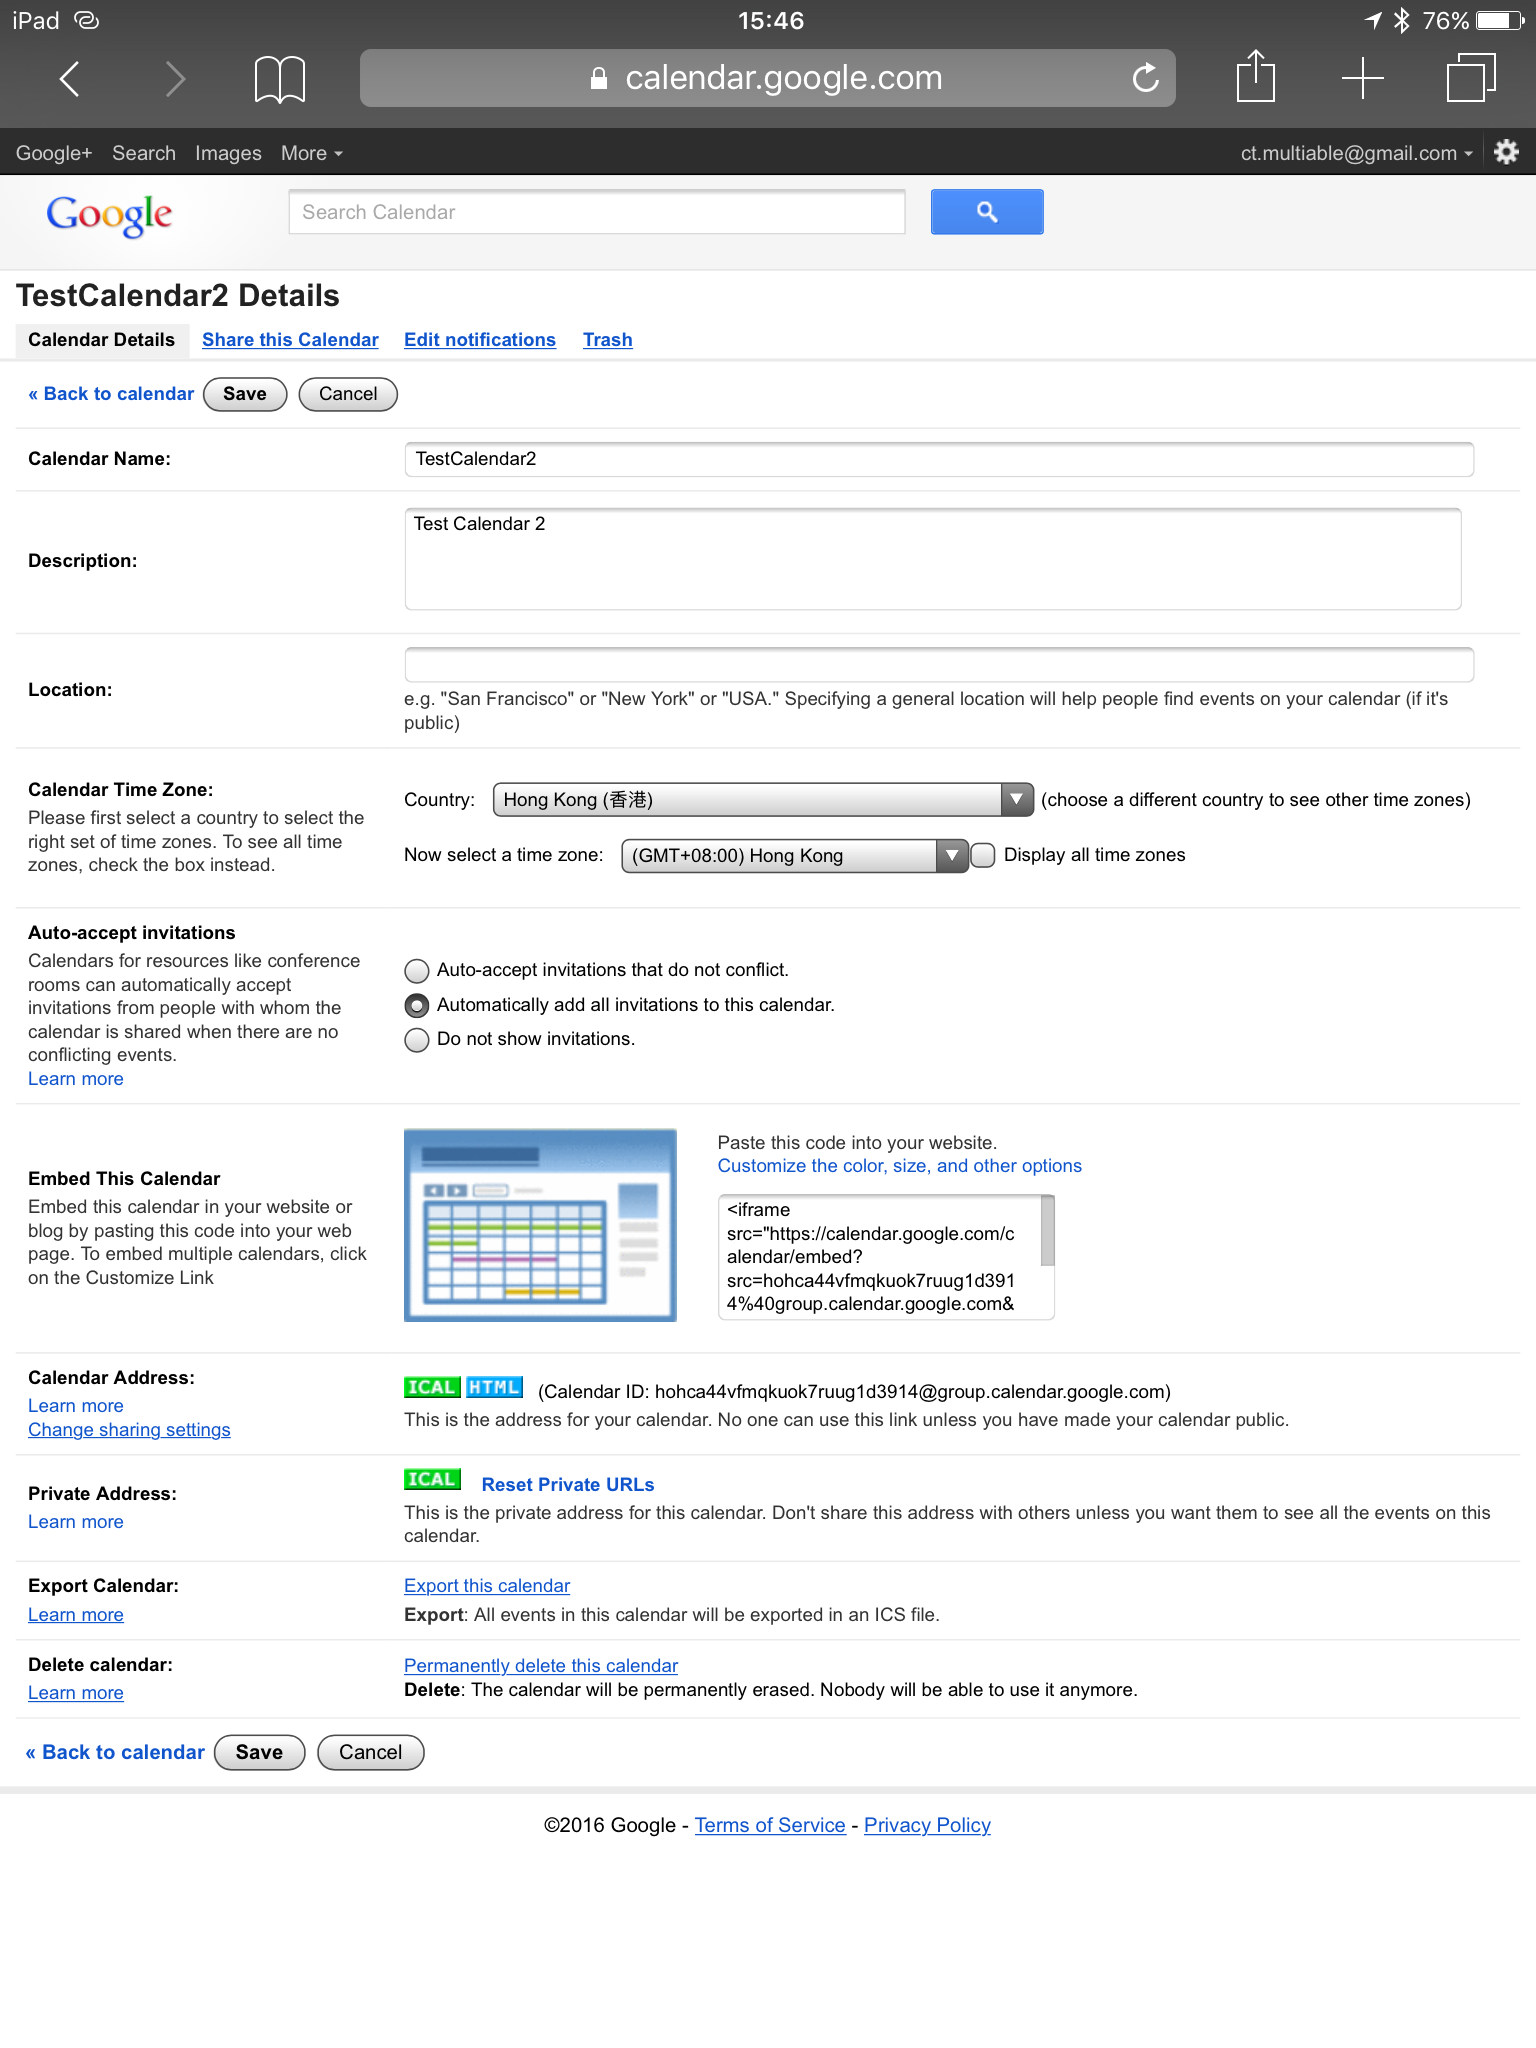 iPad 15:46 76%
calendar.google.com
Google+ Search Images More ct.multiable@gmail.com
Google Search Calendar
TestCalendar2 Details
Calendar Details Share this Calendar Edit notifications Trash
« Back to calendar Save Cancel
Calendar Name: TestCalendar2
Description: Test Calendar 2
Location:
e.g. "San Francisco" or "New York" or "USA." Specifying a general location will help people find events on your calendar (if it's
public)
Calendar Time Zone:
Please first select a country to select the
right set of time zones. To see all time
zones, check the box instead.
Country: Hong Kong (香港) (choose a different country to see other time zones)
Now select a time zone: (GMT+08:00) Hong Kong Display all time zones
Auto-accept invitations
Calendars for resources like conference
rooms can automatically accept
invitations from people with whom the
calendar is shared when there are no
conflicting events.
Learn more
Auto-accept invitations that do not conflict.
Automatically add all invitations to this calendar.
Do not show invitations.
Embed This Calendar
Embed this calendar in your website or
blog by pasting this code into your web
page. To embed multiple calendars, click
on the Customize Link
Paste this code into your website.
Customize the color, size, and other options
<iframe
src="https://calendar.google.com/c
alendar/embed?
src=hohca44vfmqkuok7ruug1d391
4%40group.calendar.google.com&
Calendar Address:
Learn more
Change sharing settings
ICAL HTML (Calendar ID: hohca44vfmqkuok7ruug1d3914@group.calendar.google.com)
This is the address for your calendar. No one can use this link unless you have made your calendar public.
Private Address:
Learn more
ICAL Reset Private URLs
This is the private address for this calendar. Don't share this address with others unless you want them to see all the events on this
calendar.
Export Calendar:
Learn more
Export this calendar
Export: All events in this calendar will be exported in an ICS file.
Delete calendar:
Learn more
Permanently delete this calendar
Delete: The calendar will be permanently erased. Nobody will be able to use it anymore.
« Back to calendar Save Cancel
©2016 Google - Terms of Service - Privacy Policy